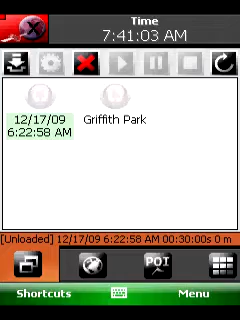 Time
7:41:03 AM
12/17/09
6:22:58 AM
Griffith Park
[Unloaded] 12/17/09 6:22:58 AM 00:30:00s 0 m
POI
Shortcuts
Menu